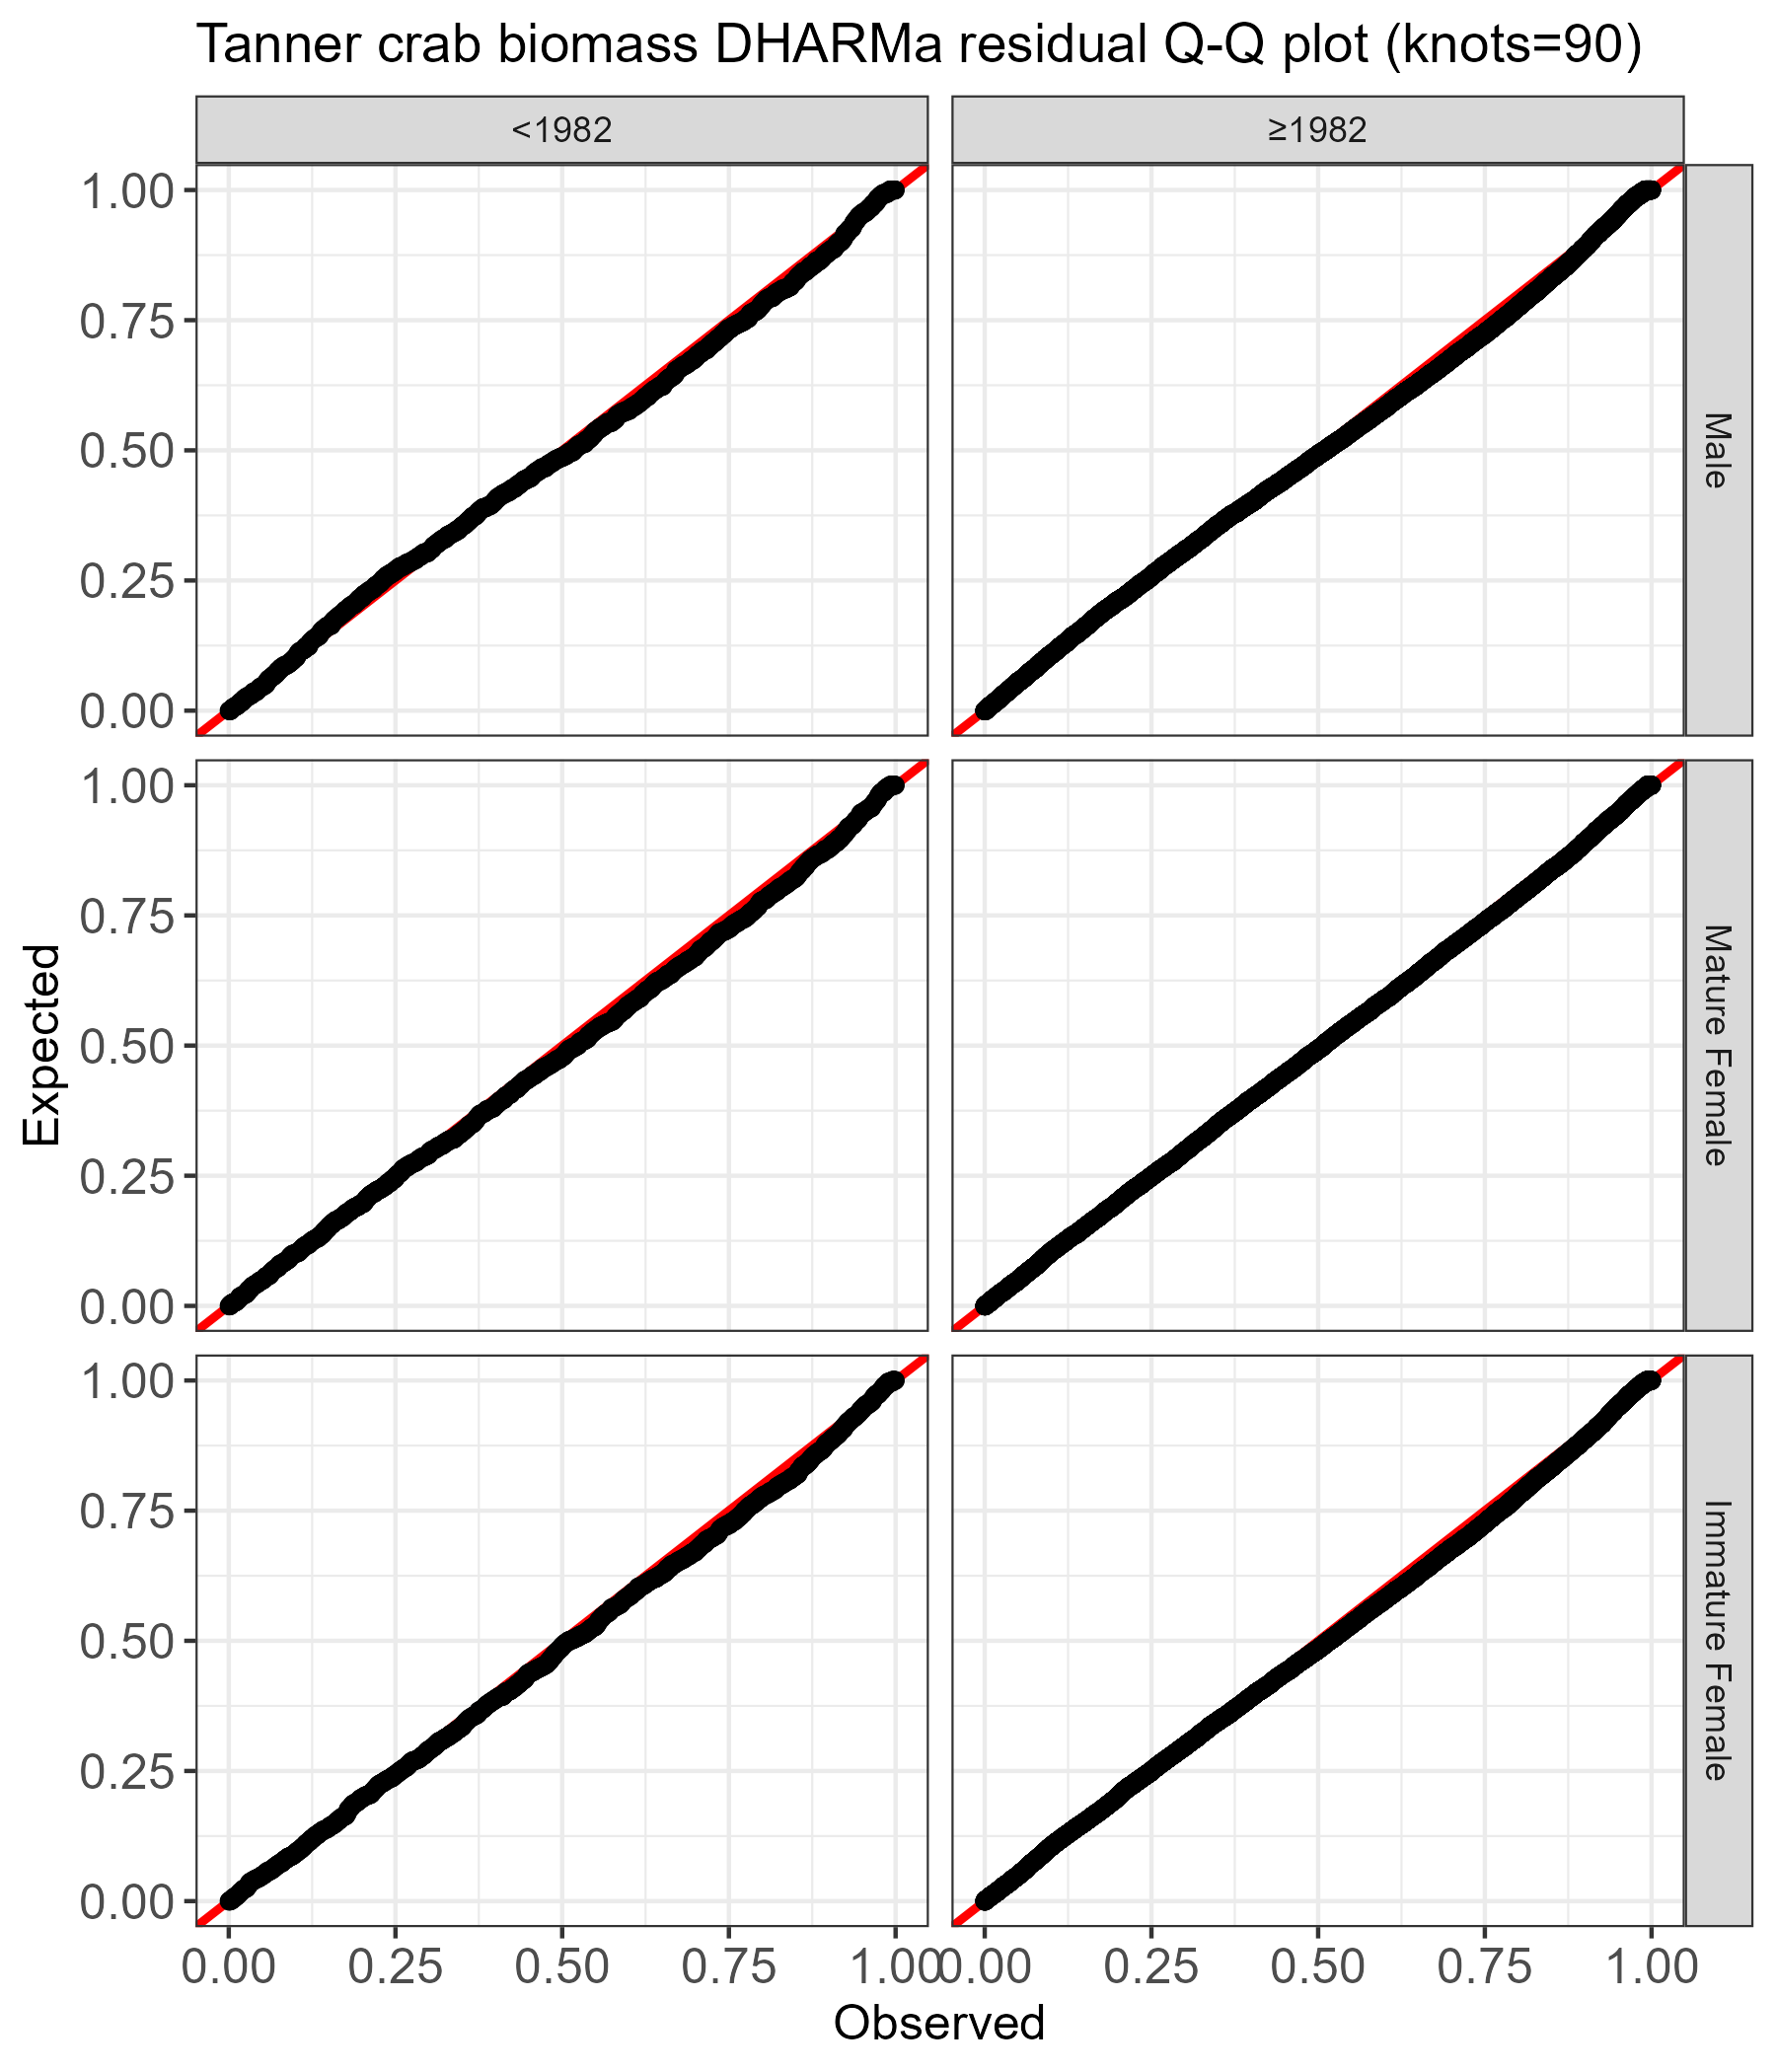 Tanner crab biomass DHARMa residual Q-Q plot (knots=90)
<1982
≥1982
1.00
0.75
0.50
0.25
0.00
Male
1.00
0.75
0.50
0.25
0.00
Mature Female
1.00
0.75
0.50
0.25
0.00
Immature Female
Expected
0.00 0.25 0.50 0.75 1.00
0.00 0.25 0.50 0.75 1.00
Observed